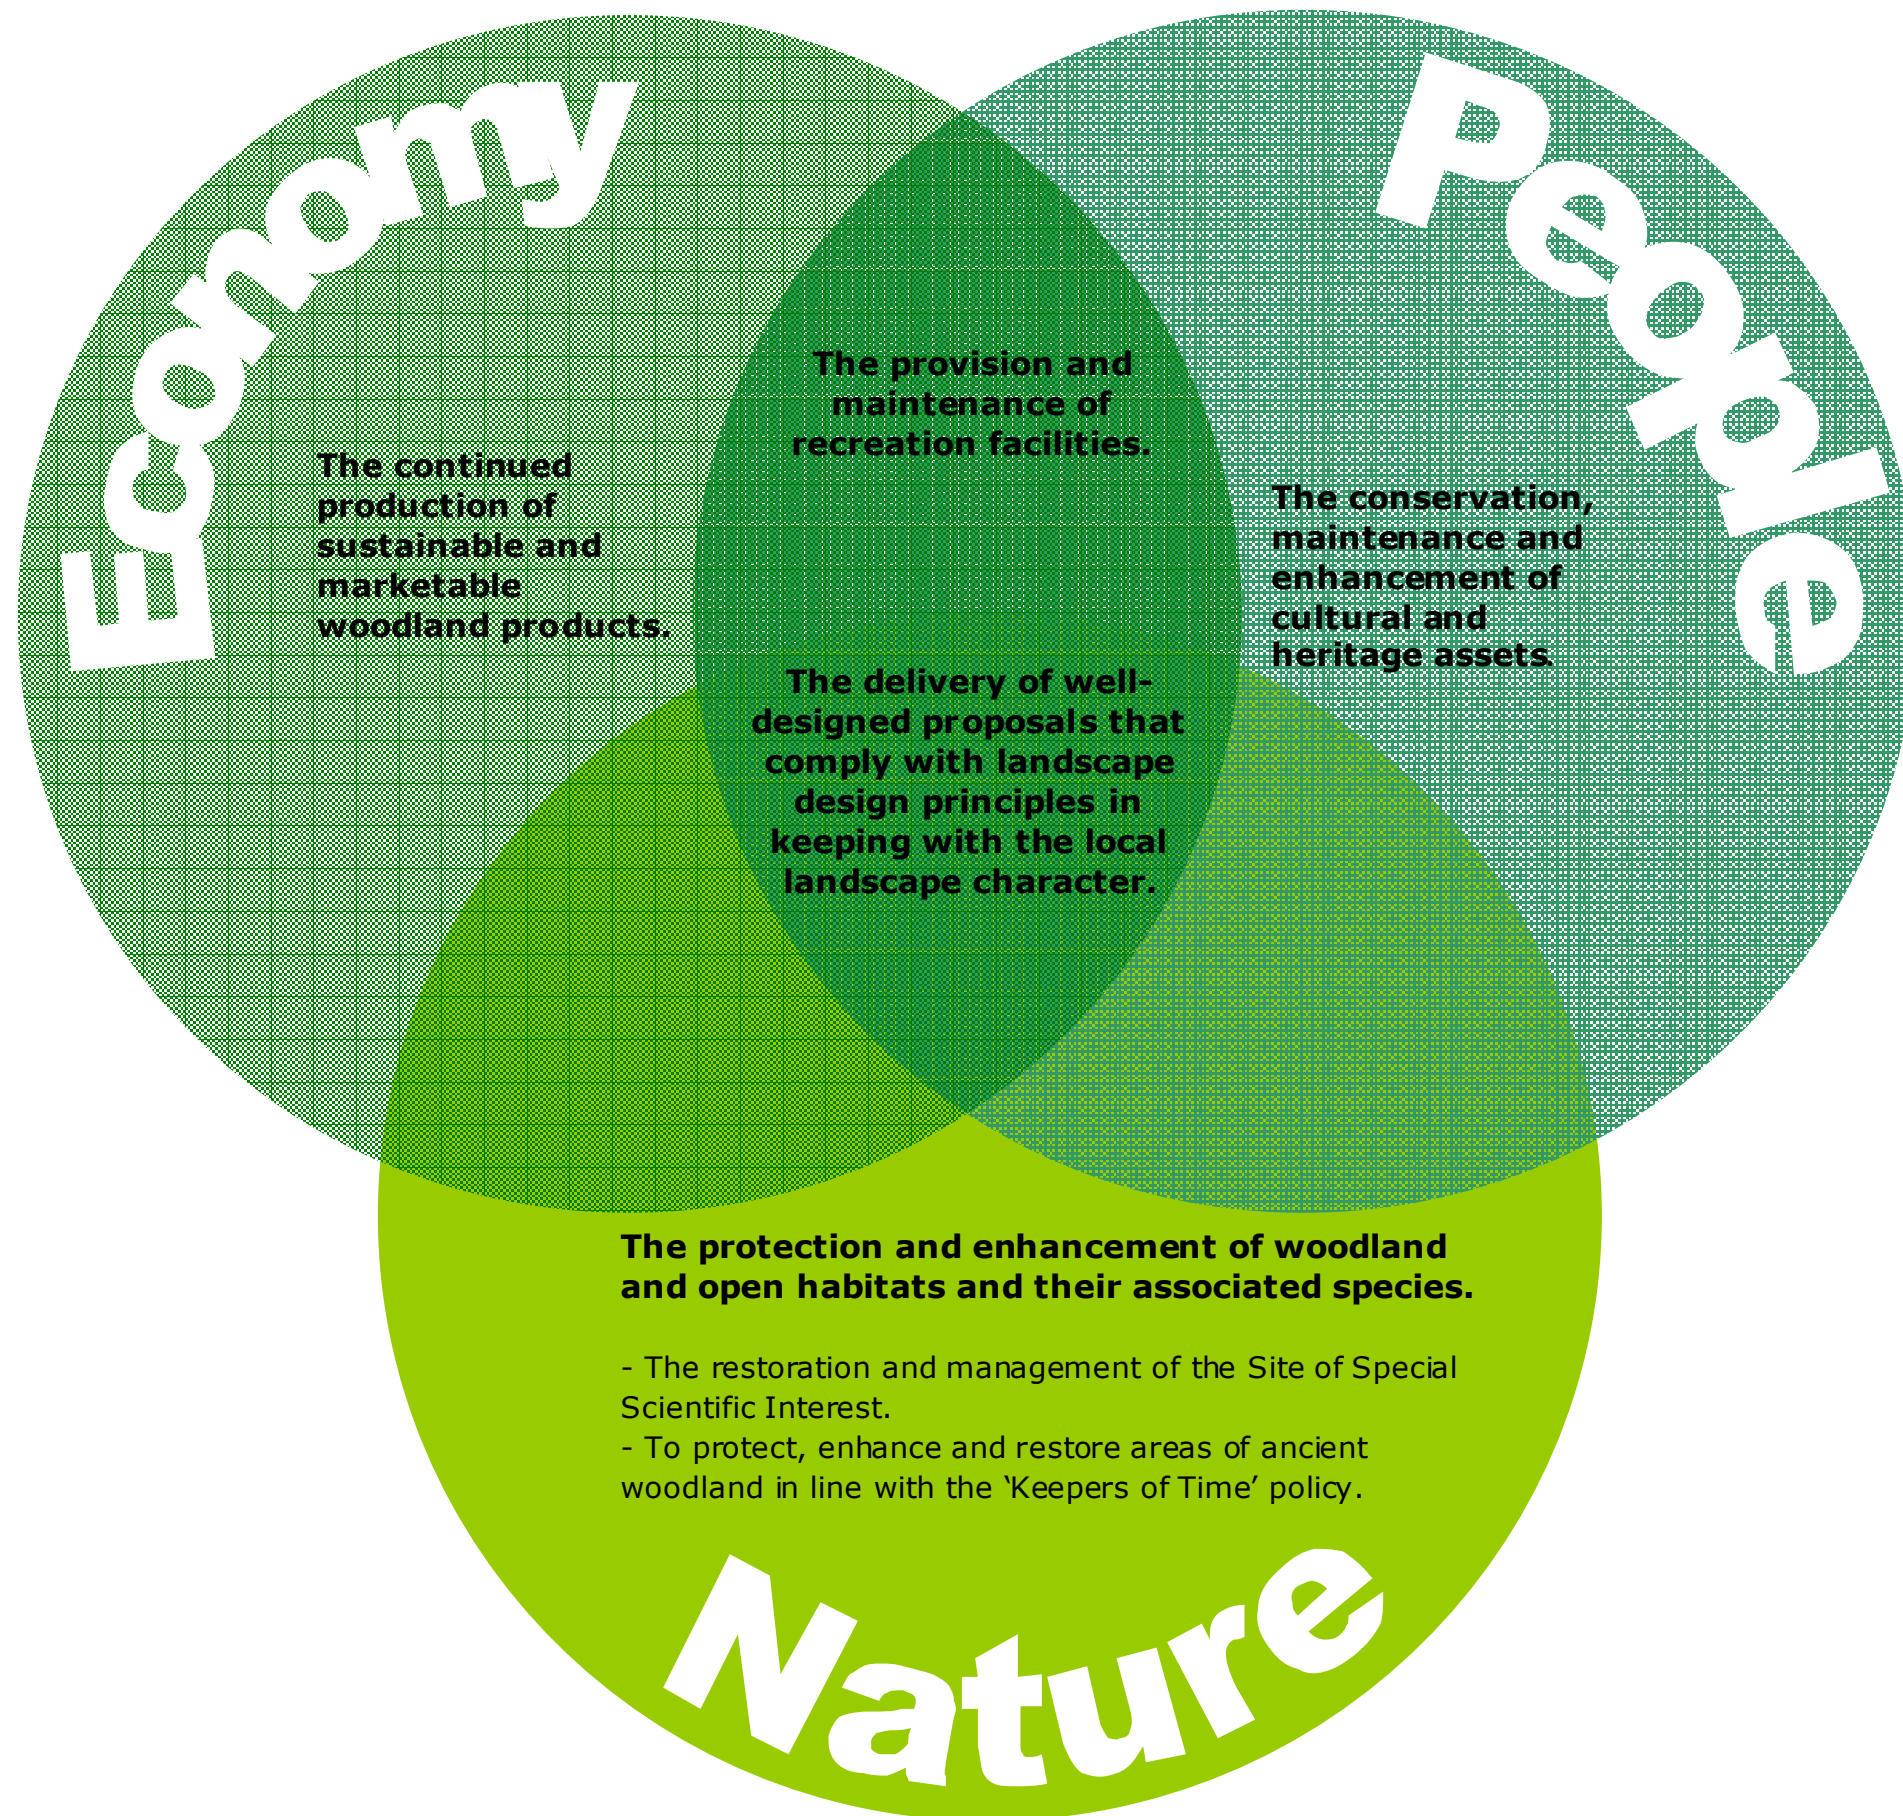 Economy
People
The provision and
maintenance of
recreation facilities.
The continued
production of
sustainable and
marketable
woodland products.
The conservation,
maintenance and
enhancement of
cultural and
heritage assets.
The delivery of well-
designed proposals that
comply with landscape
design principles in
keeping with the local
landscape character.
The protection and enhancement of woodland
and open habitats and their associated species.
- The restoration and management of the Site of Special
Scientific Interest.
- To protect, enhance and restore areas of ancient
woodland in line with the ‘Keepers of Time’ policy.
Nature